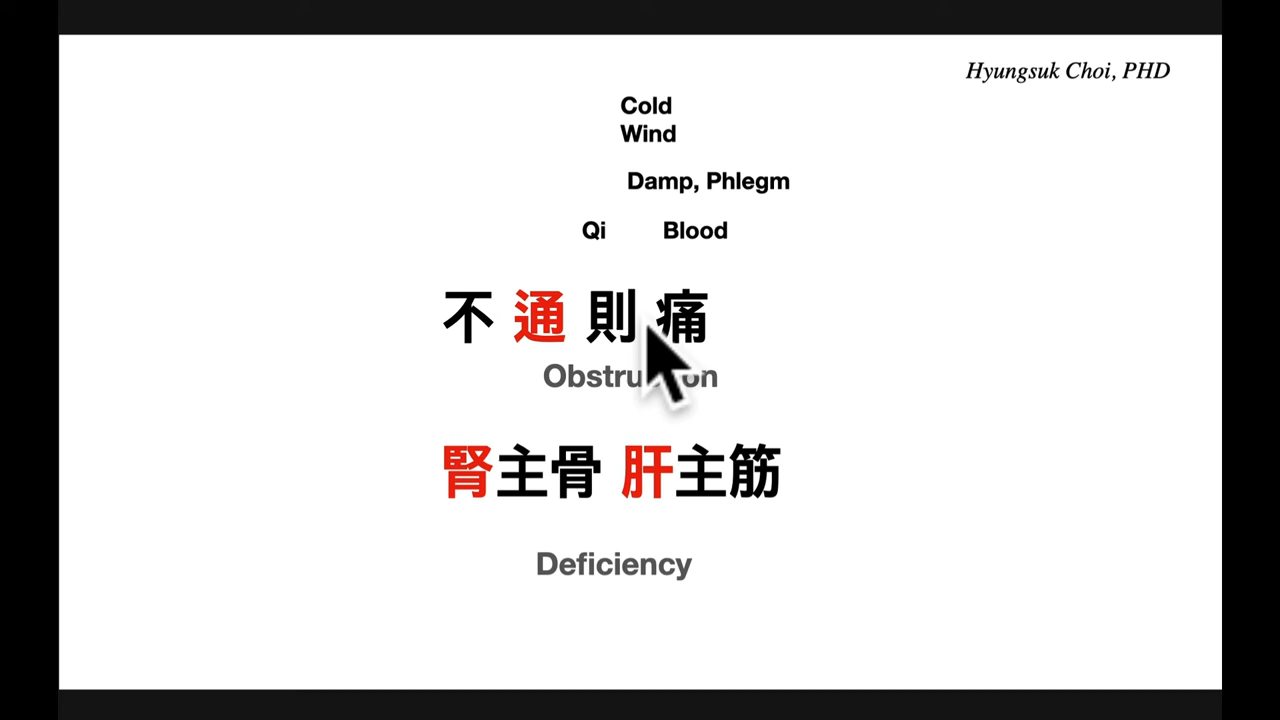 Hyungsuk Choi, PHD
Cold
Wind
Damp, Phlegm
Qi Blood
不 通 則 痛
Obstruction
腎主骨 肝主筋
Deficiency